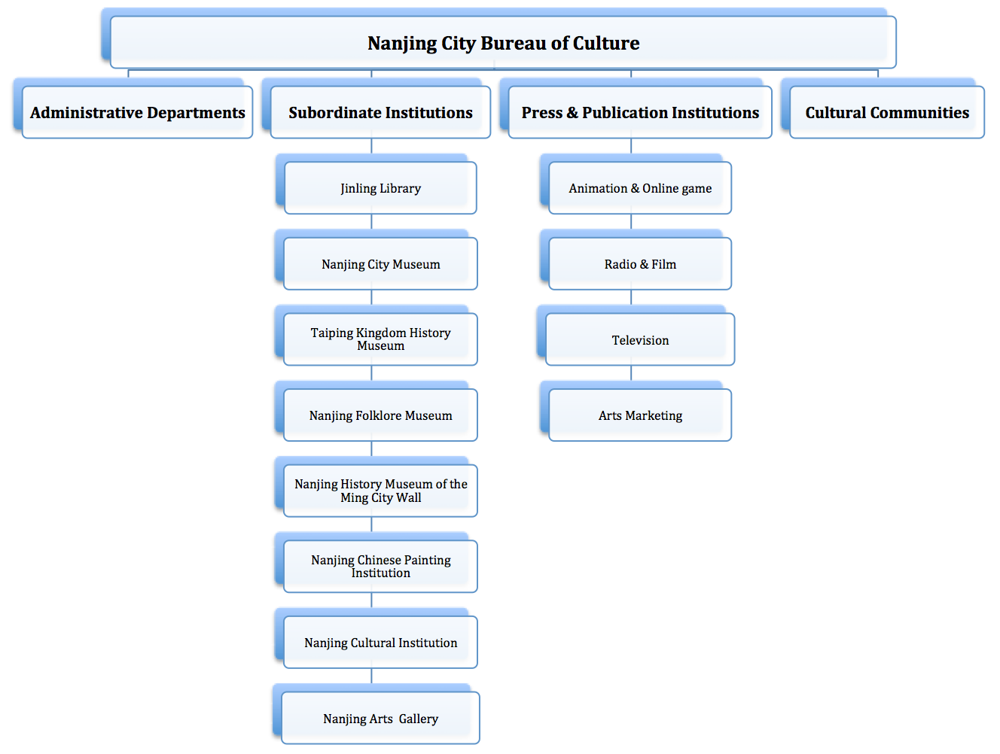 Nanjing City Bureau of Culture
Administrative Departments
Subordinate Institutions
Press & Publication Institutions
Cultural Communities
Jinling Library
Nanjing City Museum
Taiping Kingdom History
Museum
Nanjing Folklore Museum
Nanjing History Museum of the
Ming City Wall
Nanjing Chinese Painting
Institution
Nanjing Cultural Institution
Nanjing Arts  Gallery
Animation & Online game
Radio & Film
Television
Arts Marketing